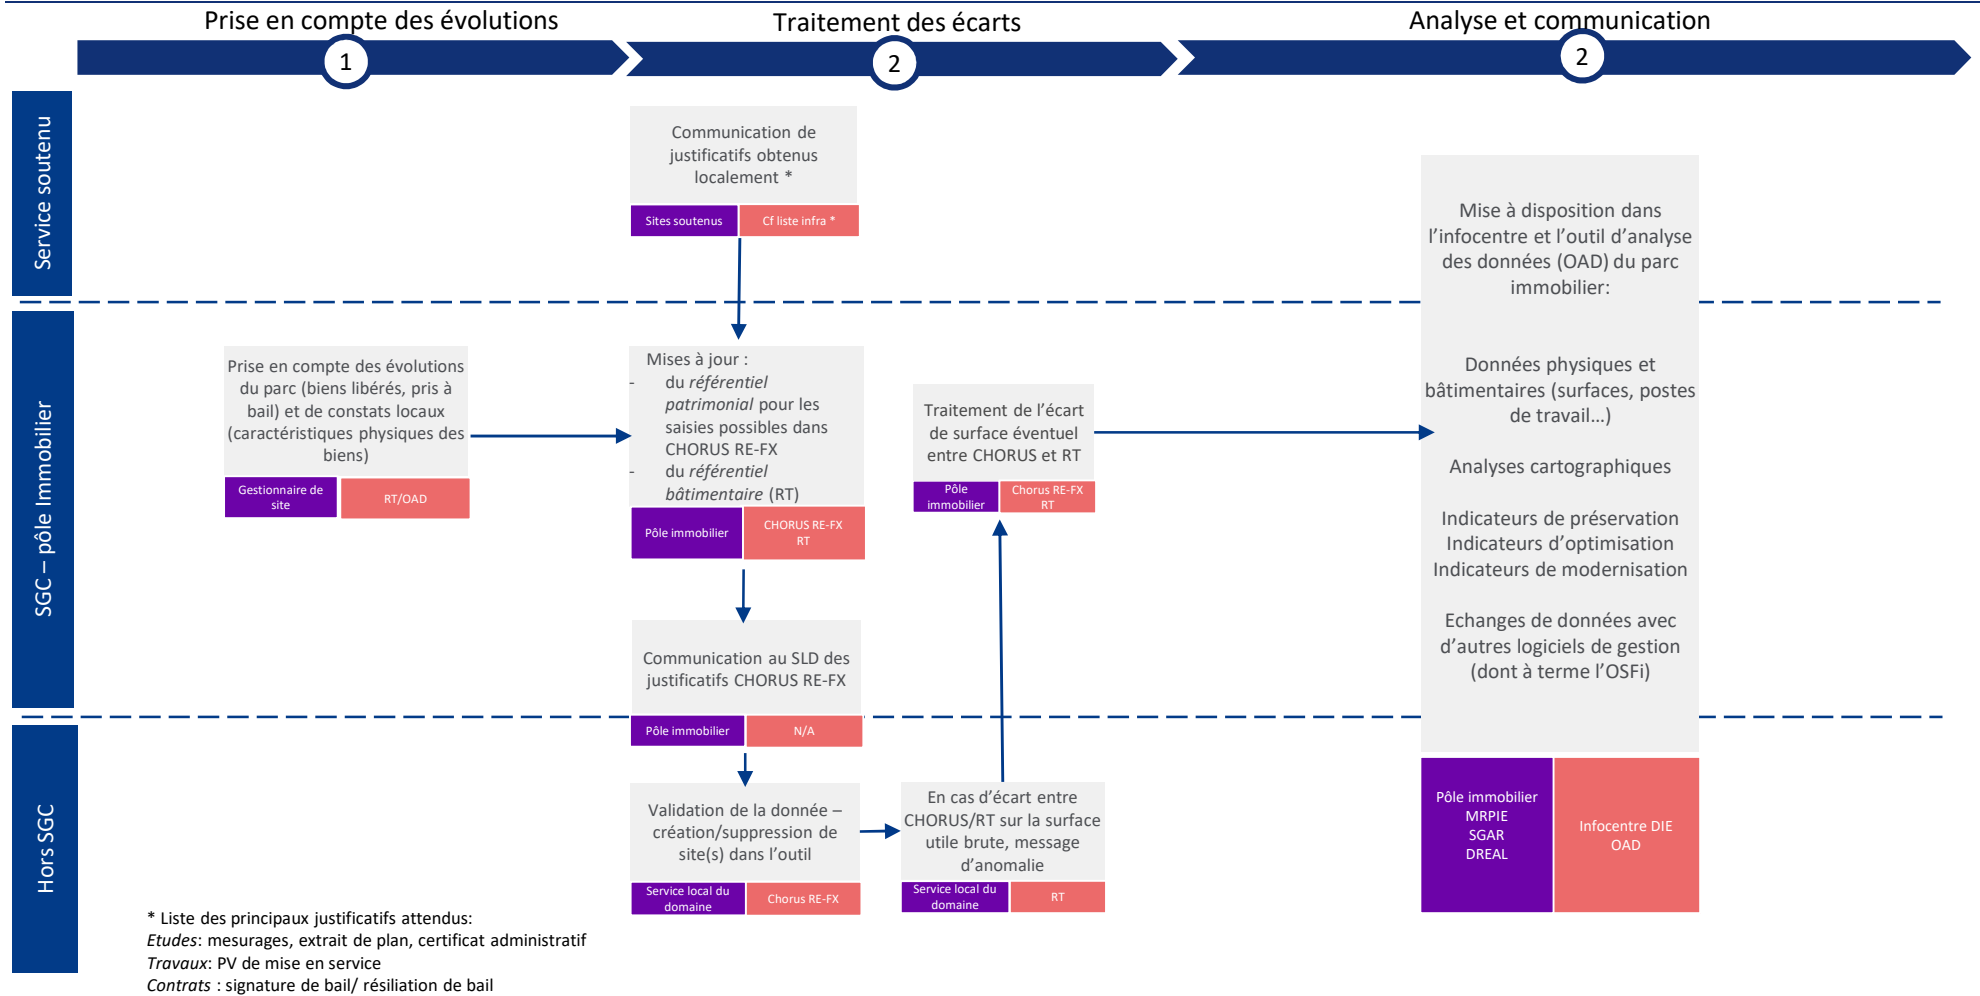 Prise en compte des évolutions
1
Traitement des écarts
2
Analyse et communication
2
Service soutenu
Communication de
justificatifs obtenus
localement *
Sites soutenus
Cf liste infra *
SGC – pôle Immobilier
Prise en compte des évolutions
du parc (biens libérés, pris à
bail) et de constats locaux
(caractéristiques physiques des
biens)
Gestionnaire de
site
RT/OAD
Mises à jour :
- du référentiel
patrimonial pour les
saisies possibles dans
CHORUS RE-FX
- du référentiel
bâtimentaire (RT)
Pôle immobilier
CHORUS RE-FX
RT
Communication au SLD des
justificatifs CHORUS RE-FX
Pôle immobilier
N/A
Traitement de l’écart
de surface éventuel
entre CHORUS et RT
Pôle
immobilier
Chorus RE-FX
RT
Hors SGC
Validation de la donnée –
création/suppression de
site(s) dans l’outil
Service local du
domaine
Chorus RE-FX
En cas d’écart entre
CHORUS/RT sur la surface
utile brute, message
d’anomalie
Service local du
domaine
RT
Mise à disposition dans
l’infocentre et l’outil d’analyse
des données (OAD) du parc
immobilier:
Données physiques et
bâtimentaires (surfaces, postes
de travail…)
Analyses cartographiques
Indicateurs de préservation
Indicateurs d’optimisation
Indicateurs de modernisation
Echanges de données avec
d’autres logiciels de gestion
(dont à terme l’OSFi)
Pôle immobilier
MRPIE
SGAR
DREAL
Infocentre DIE
OAD
* Liste des principaux justificatifs attendus:
Etudes: mesurages, extrait de plan, certificat administratif
Travaux: PV de mise en service
Contrats : signature de bail/ résiliation de bail